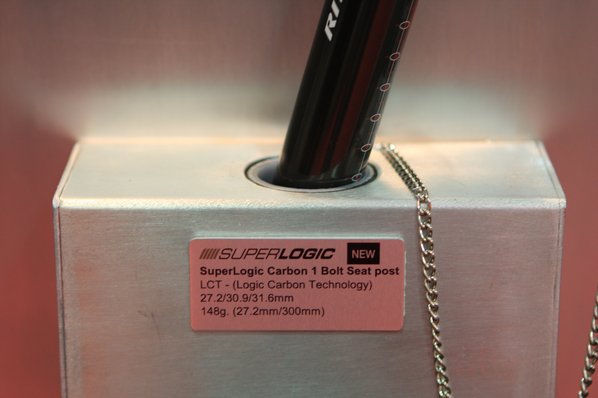 SUPERLOGIC NEW
SuperLogic Carbon 1 Bolt Seat post
LCT - (Logic Carbon Technology)
27.2/30.9/31.6mm
148g. (27.2mm/300mm)